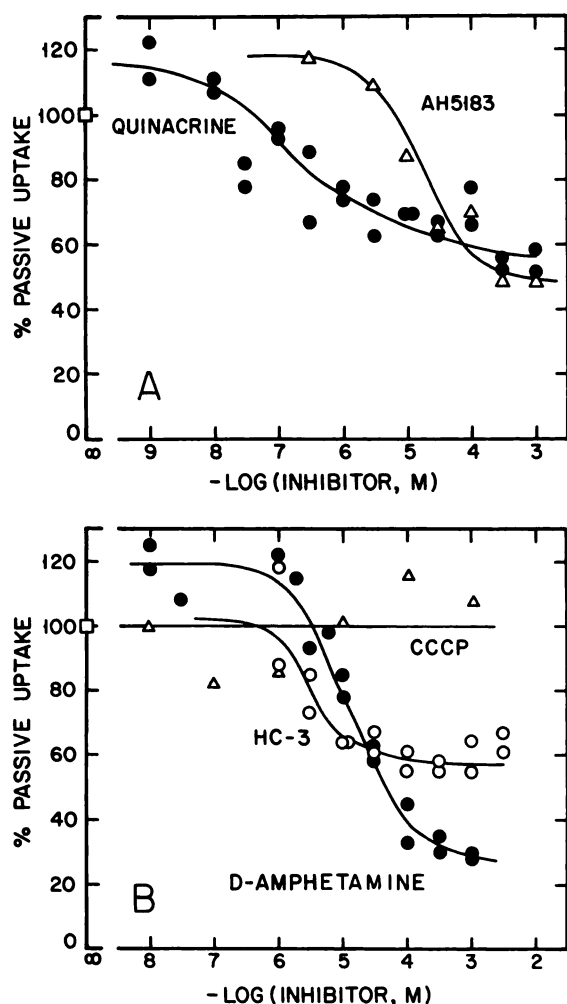 120
100
80
60
40
20
0
% PASSIVE UPTAKE
QUINACRINE
AH5183
A
∞ 9 8 7 6 5 4 3
-LOG (INHIBITOR, M)
120
100
80
60
40
20
0
% PASSIVE UPTAKE
CCCP
HC-3
D-AMPHETAMINE
B
∞ 8 7 6 5 4 3 2
-LOG (INHIBITOR, M)